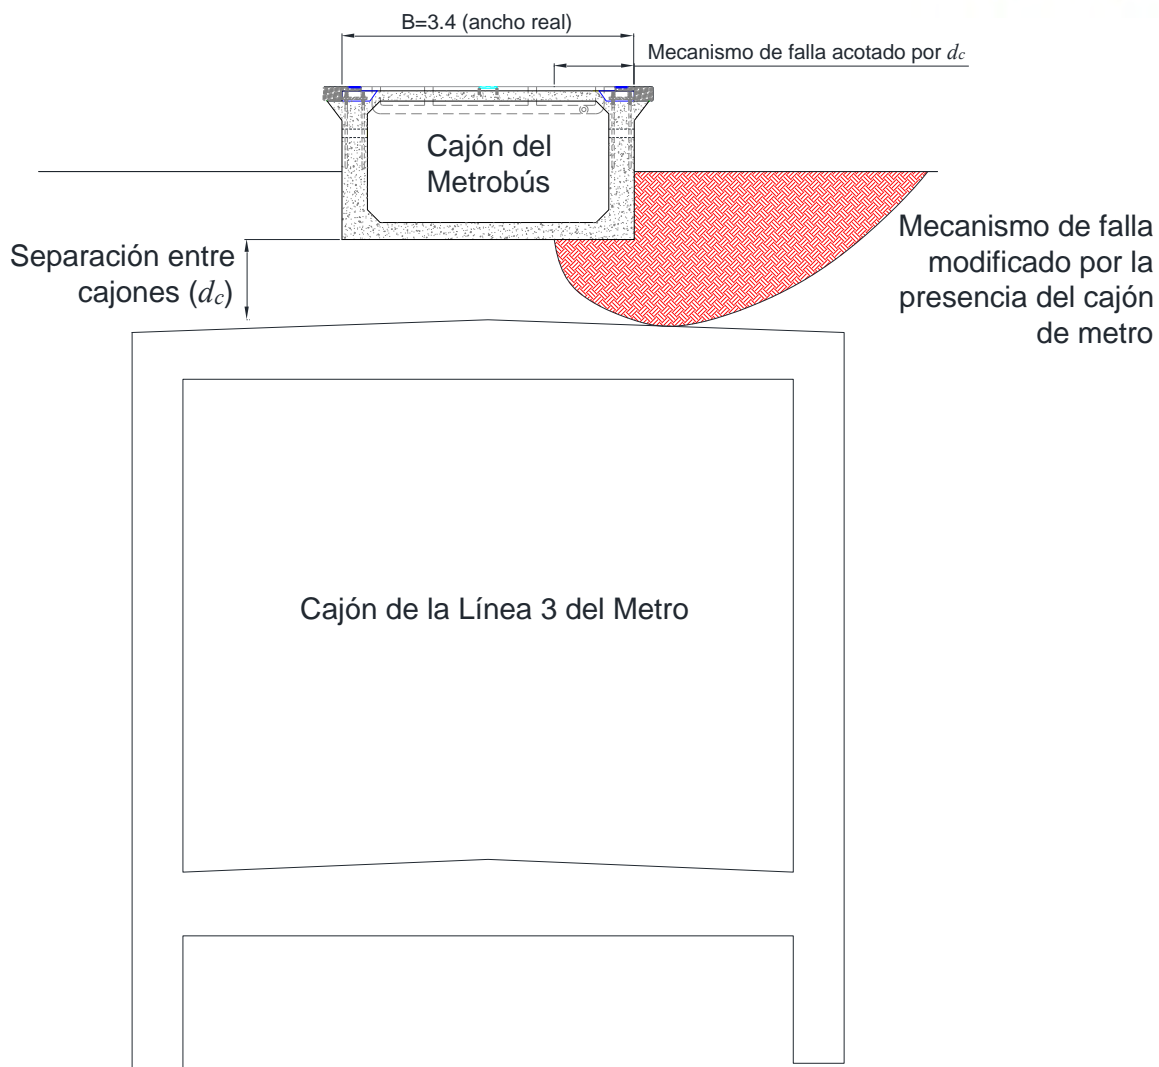 B=3.4 (ancho real)
Mecanismo de falla acotado por dc
Cajón del
Metrobús
Separación entre
cajones (dc)
Mecanismo de falla
modificado por la
presencia del cajón
de metro
Cajón de la Línea 3 del Metro